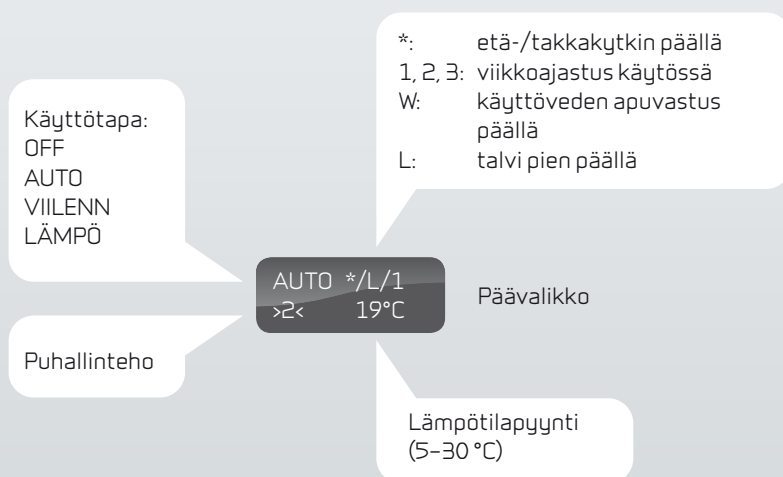 *: etä-/takkakytkin päällä
1, 2, 3: viikkoajastus käytössä
W: käyttöveden apuvastus
päällä
L: talvi pien päällä
Käyttötapa:
OFF
AUTO
VIILENN
LÄMPÖ
AUTO */L/1
>2< 19°C
Päävalikko
Puhallinteho
Lämpötilapyynti
(5–30 °C)